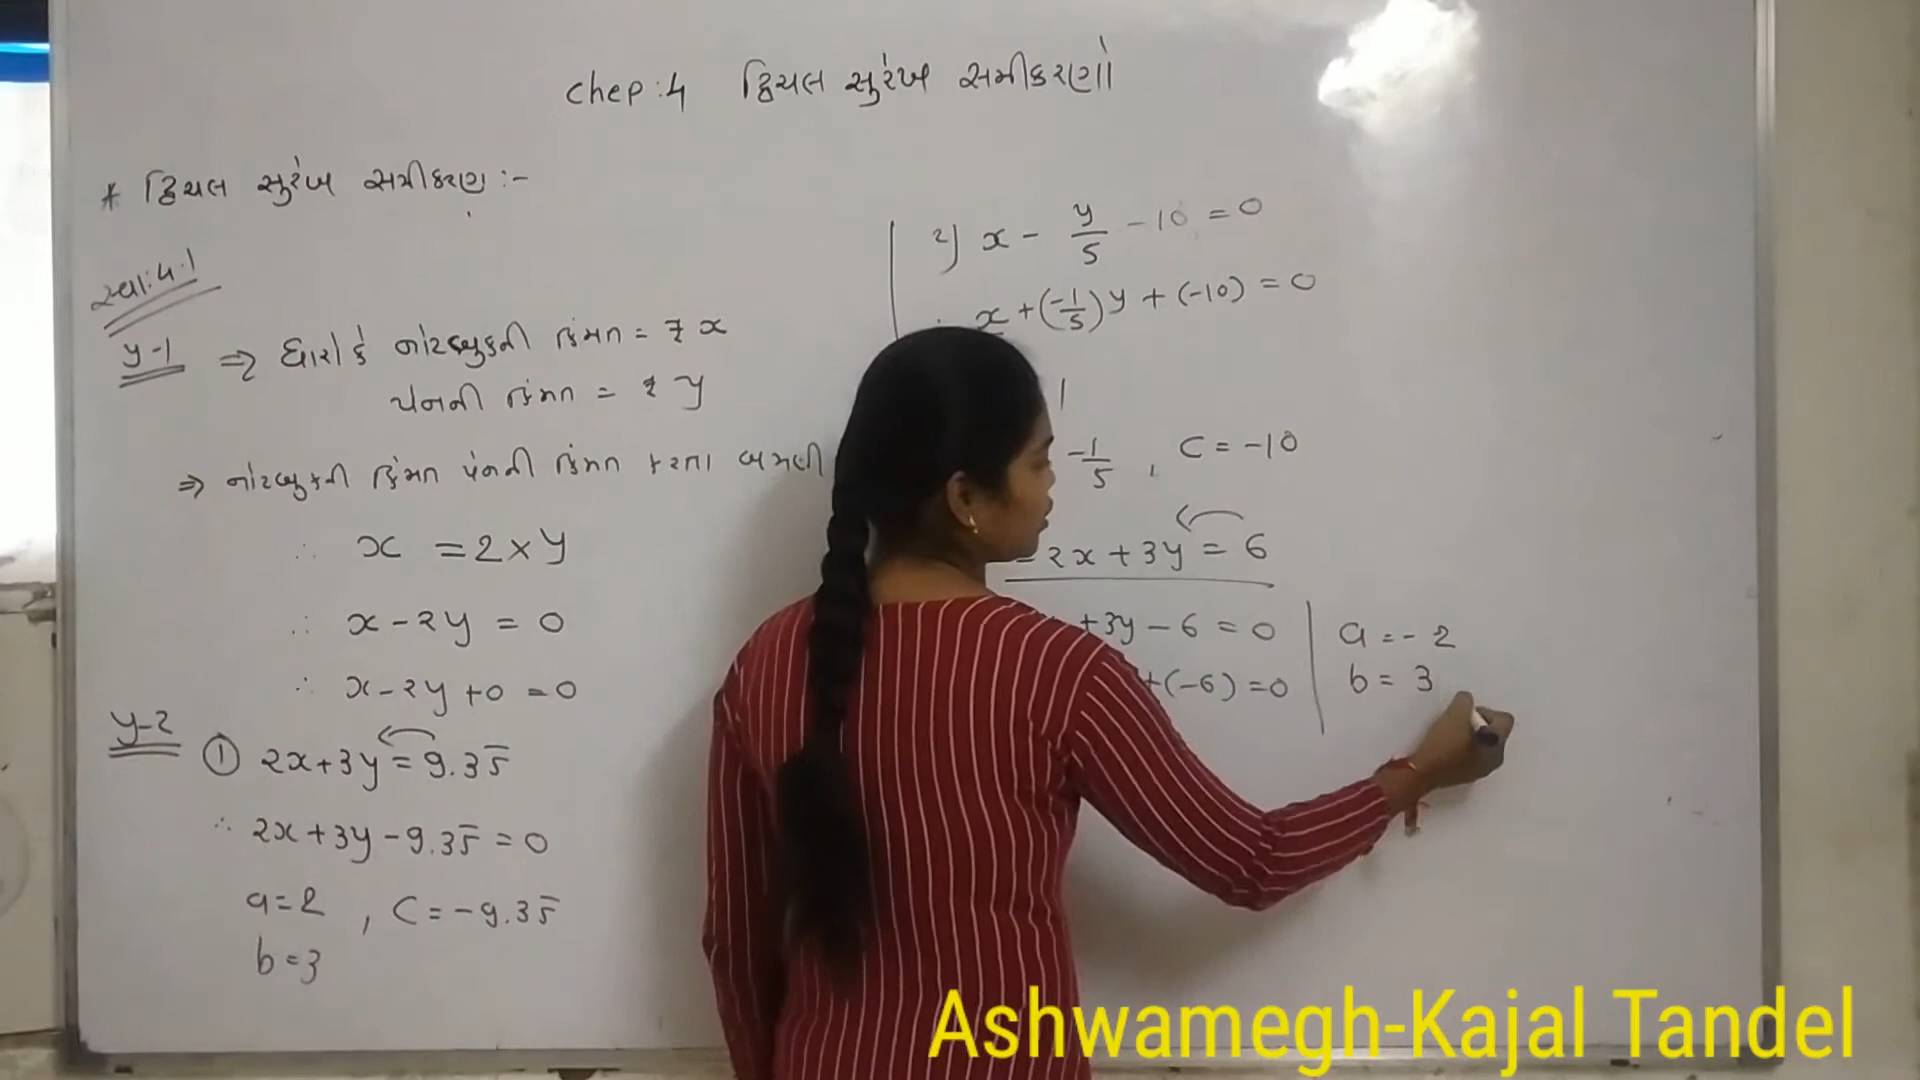 chep:4 દ્વિચલ સુરેખ સમીકરણો
* દ્વિચલ સુરેખ સમીકરણ :-
સ્વા:4.1
y-1 ⇒ ધારો કે નોટબુકની કિંમત = ₹ x
પેનની કિંમત = ₹ y
⇒ નોટબુકની કિંમત પેનની કિંમત કરતા બમણી
∴ x = 2 × y
∴ x - 2y = 0
∴ x - 2y + 0 = 0
y-2 ① 2x + 3y = 9.35̅
∴ 2x + 3y - 9.35̅ = 0
a = 2 , c = -9.35̅
b = 3
2) x - y/5 - 10 = 0
x + (-1/5)y + (-10) = 0
1
-1/5 , c = -10
- 2x + 3y = 6
+ 3y - 6 = 0
+ (-6) = 0
a = - 2
b = 3
Ashwamegh-Kajal Tandel